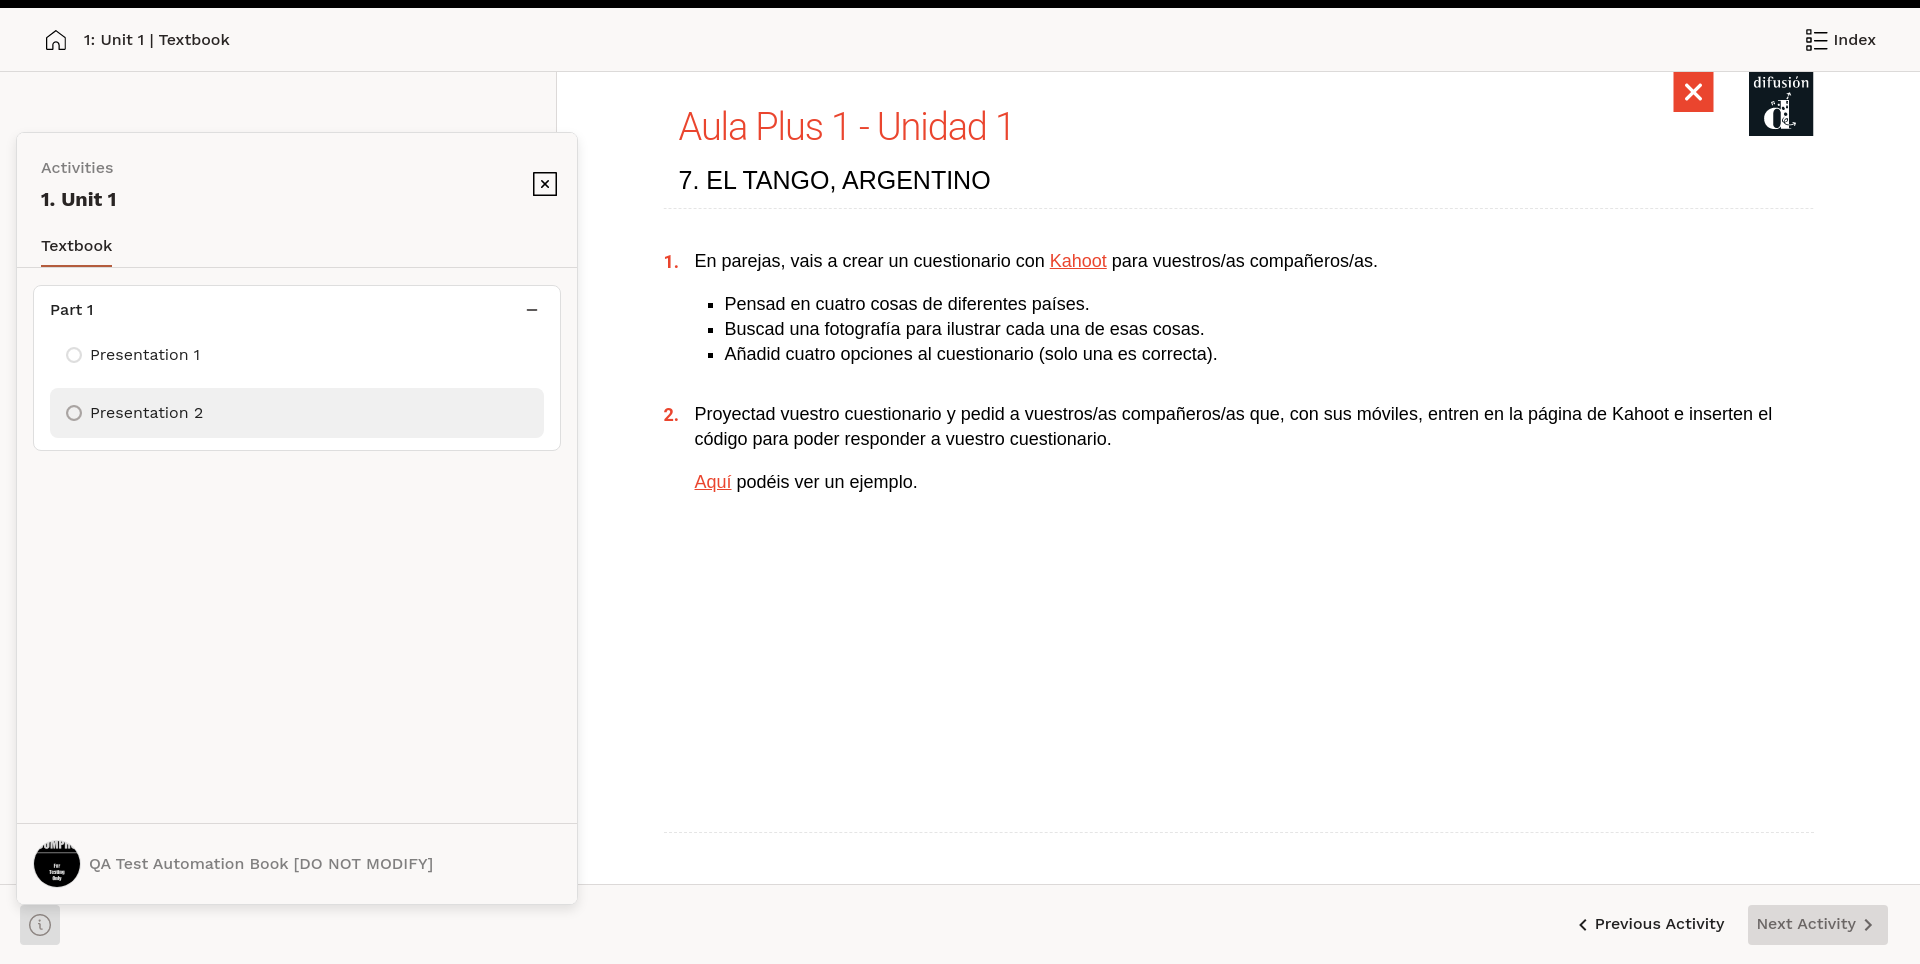 1: Unit 1 | Textbook
Index
Activities
1. Unit 1
Textbook
Part 1
Presentation 1
Presentation 2
For
Testing
Only
QA Test Automation Book [DO NOT MODIFY]
difusión
d
Aula Plus 1 - Unidad 1
7. EL TANGO, ARGENTINO
1. En parejas, vais a crear un cuestionario con Kahoot para vuestros/as compañeros/as.
Pensad en cuatro cosas de diferentes países.
Buscad una fotografía para ilustrar cada una de esas cosas.
Añadid cuatro opciones al cuestionario (solo una es correcta).
2. Proyectad vuestro cuestionario y pedid a vuestros/as compañeros/as que, con sus móviles, entren en la página de Kahoot e inserten el
código para poder responder a vuestro cuestionario.
Aquí podéis ver un ejemplo.
Previous Activity
Next Activity